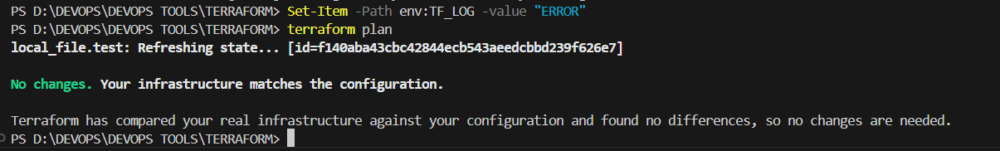 PS D:\DEVOPS\DEVOPS TOOLS\TERRAFORM> Set-Item -Path env:TF_LOG -value "ERROR"
PS D:\DEVOPS\DEVOPS TOOLS\TERRAFORM> terraform plan
local_file.test: Refreshing state... [id=f140aba43cbc42844ecb543aeedcbbd239f626e7]
No changes. Your infrastructure matches the configuration.
Terraform has compared your real infrastructure against your configuration and found no differences, so no changes are needed.
PS D:\DEVOPS\DEVOPS TOOLS\TERRAFORM>